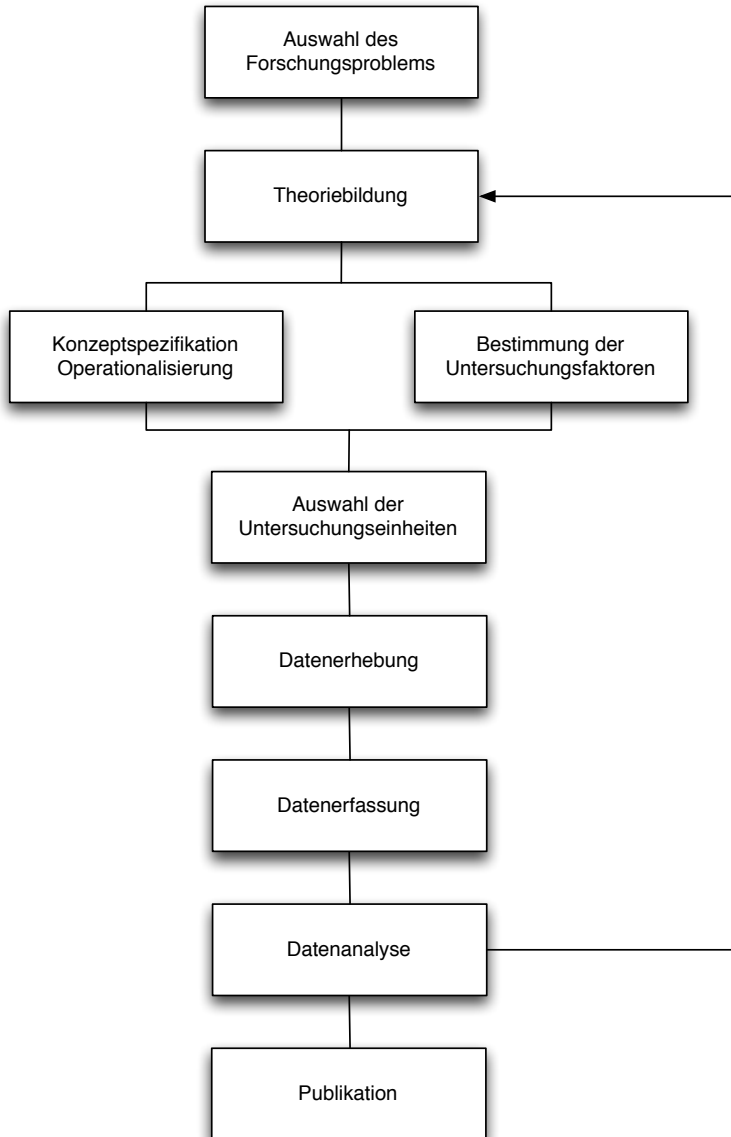 Auswahl des
Forschungsproblems
Theoriebildung
Konzeptspezifikation
Operationalisierung
Bestimmung der
Untersuchungsfaktoren
Auswahl der
Untersuchungseinheiten
Datenerhebung
Datenerfassung
Datenanalyse
Publikation